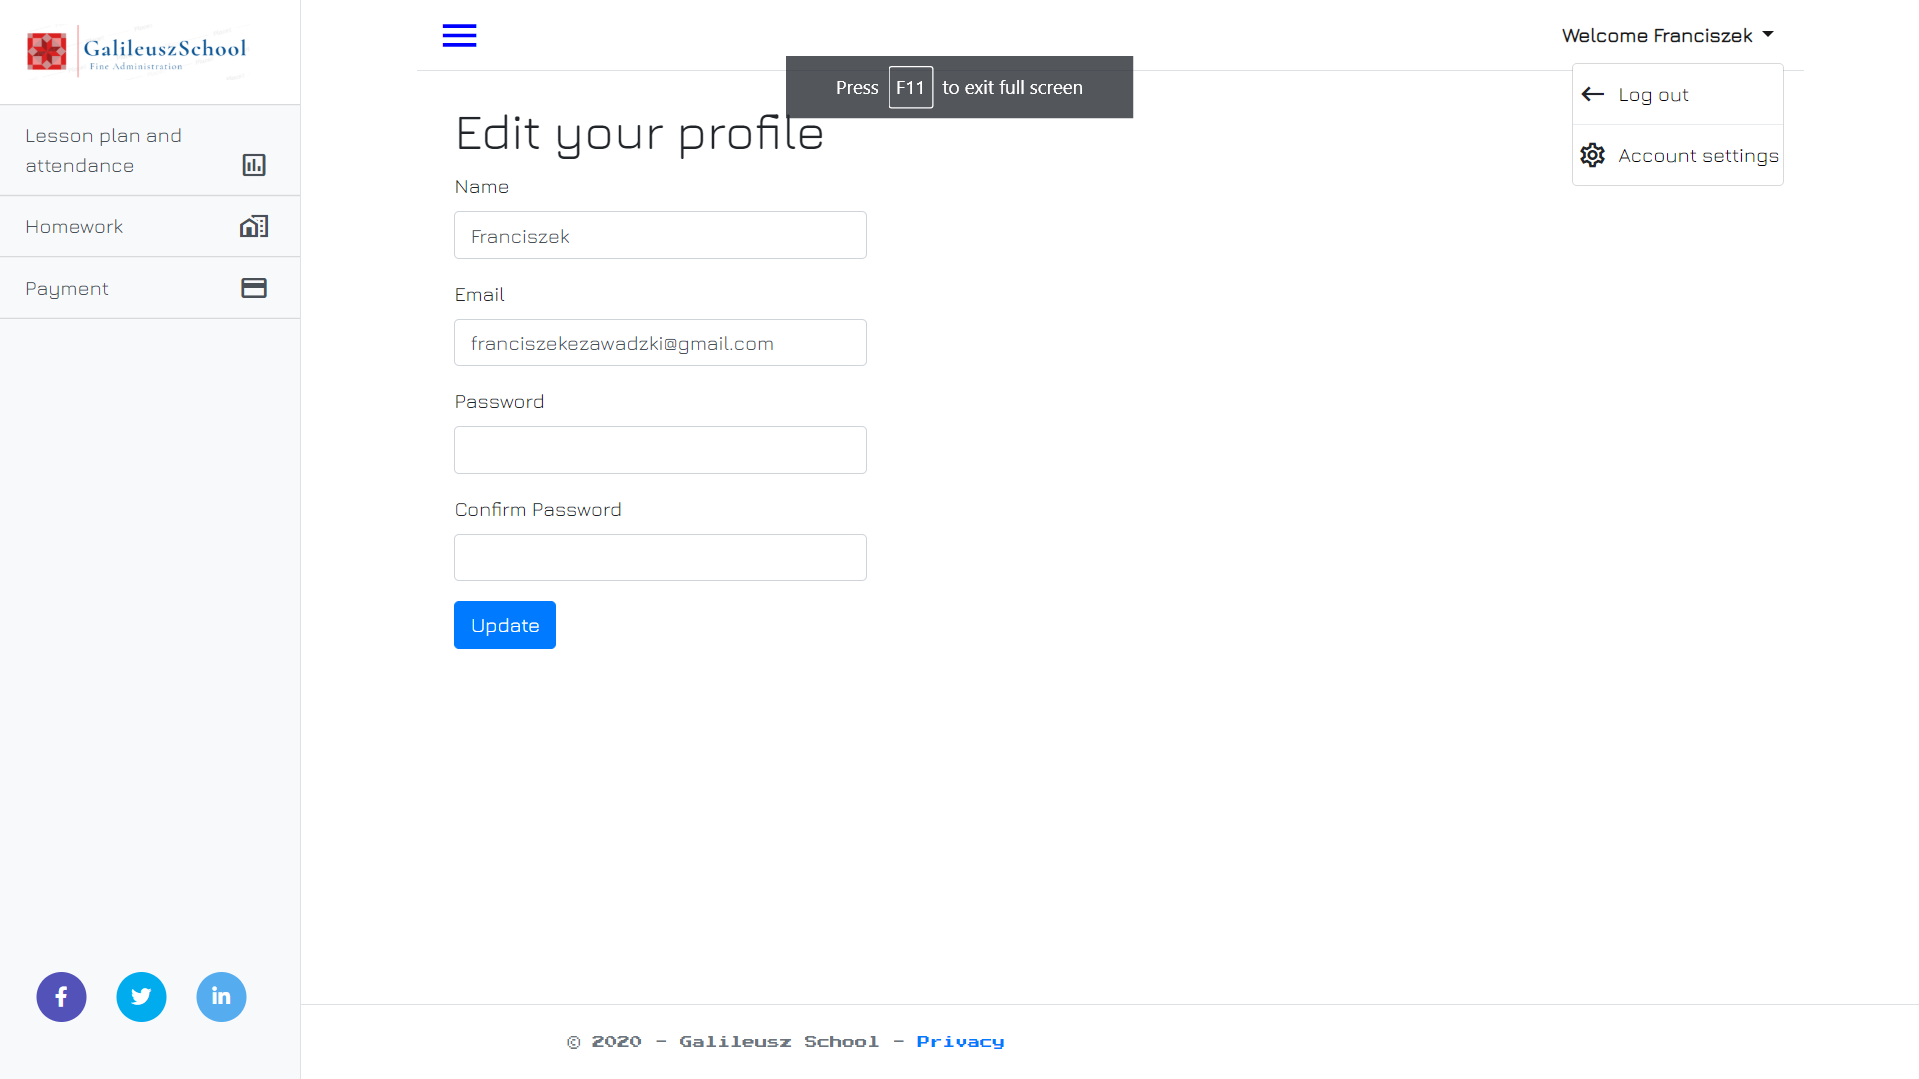 GalileuszSchool
Fine Administration
Lesson plan and
attendance
Homework
Payment
Welcome Franciszek
Press F11 to exit full screen
Log out
Account settings
Edit your profile
Name
Franciszek
Email
franciszekezawadzki@gmail.com
Password
Confirm Password
Update
© 2020 - Galileusz School - Privacy